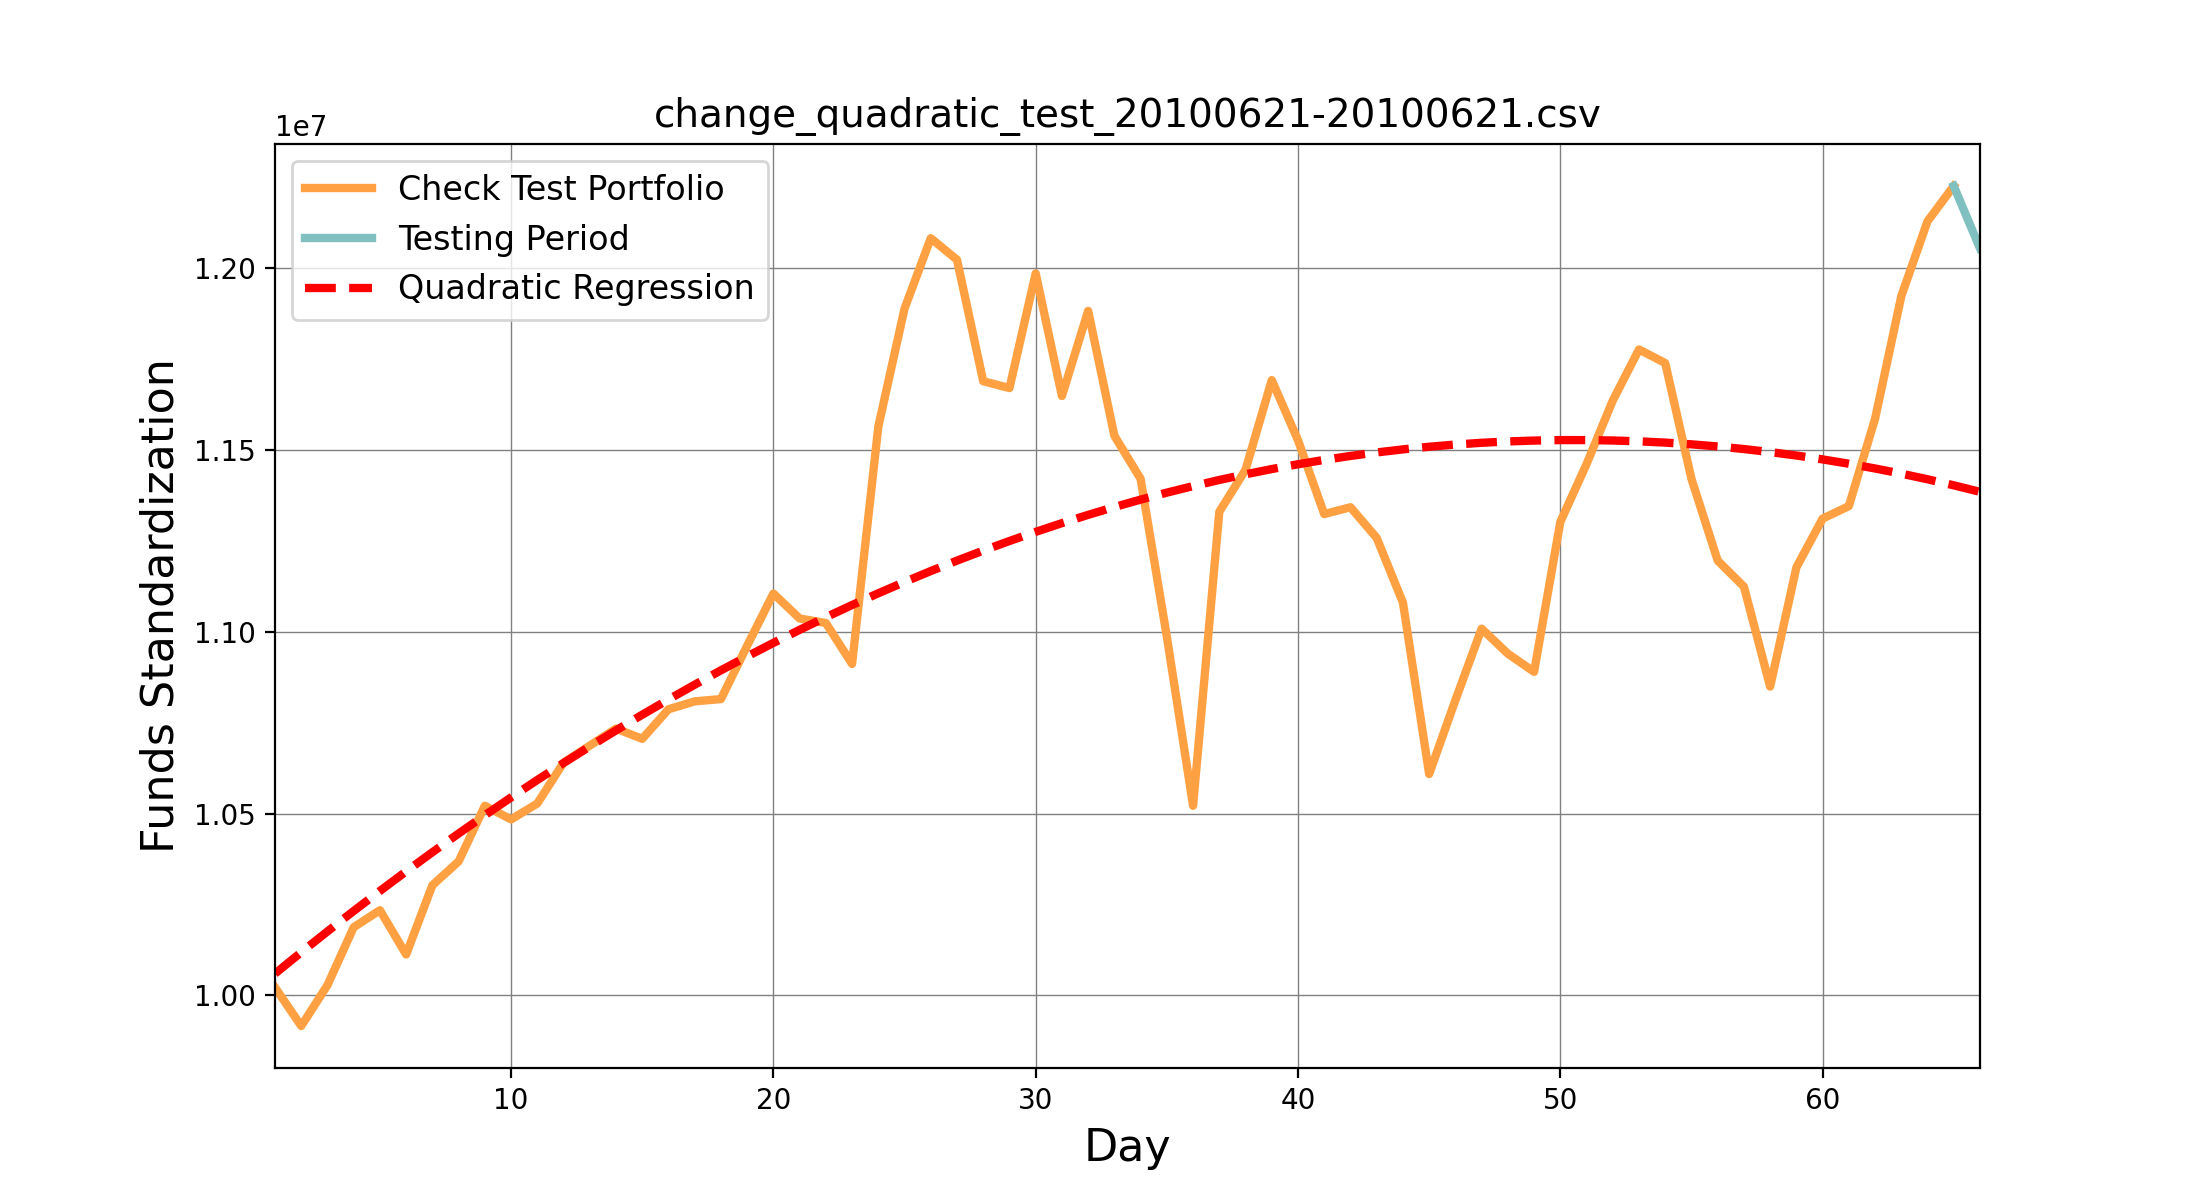 change_quadratic_test_20100621-20100621.csv
1e7
Check Test Portfolio
Testing Period
Quadratic Regression
Funds Standardization
1.20
1.15
1.10
1.05
1.00
10 20 30 40 50 60
Day